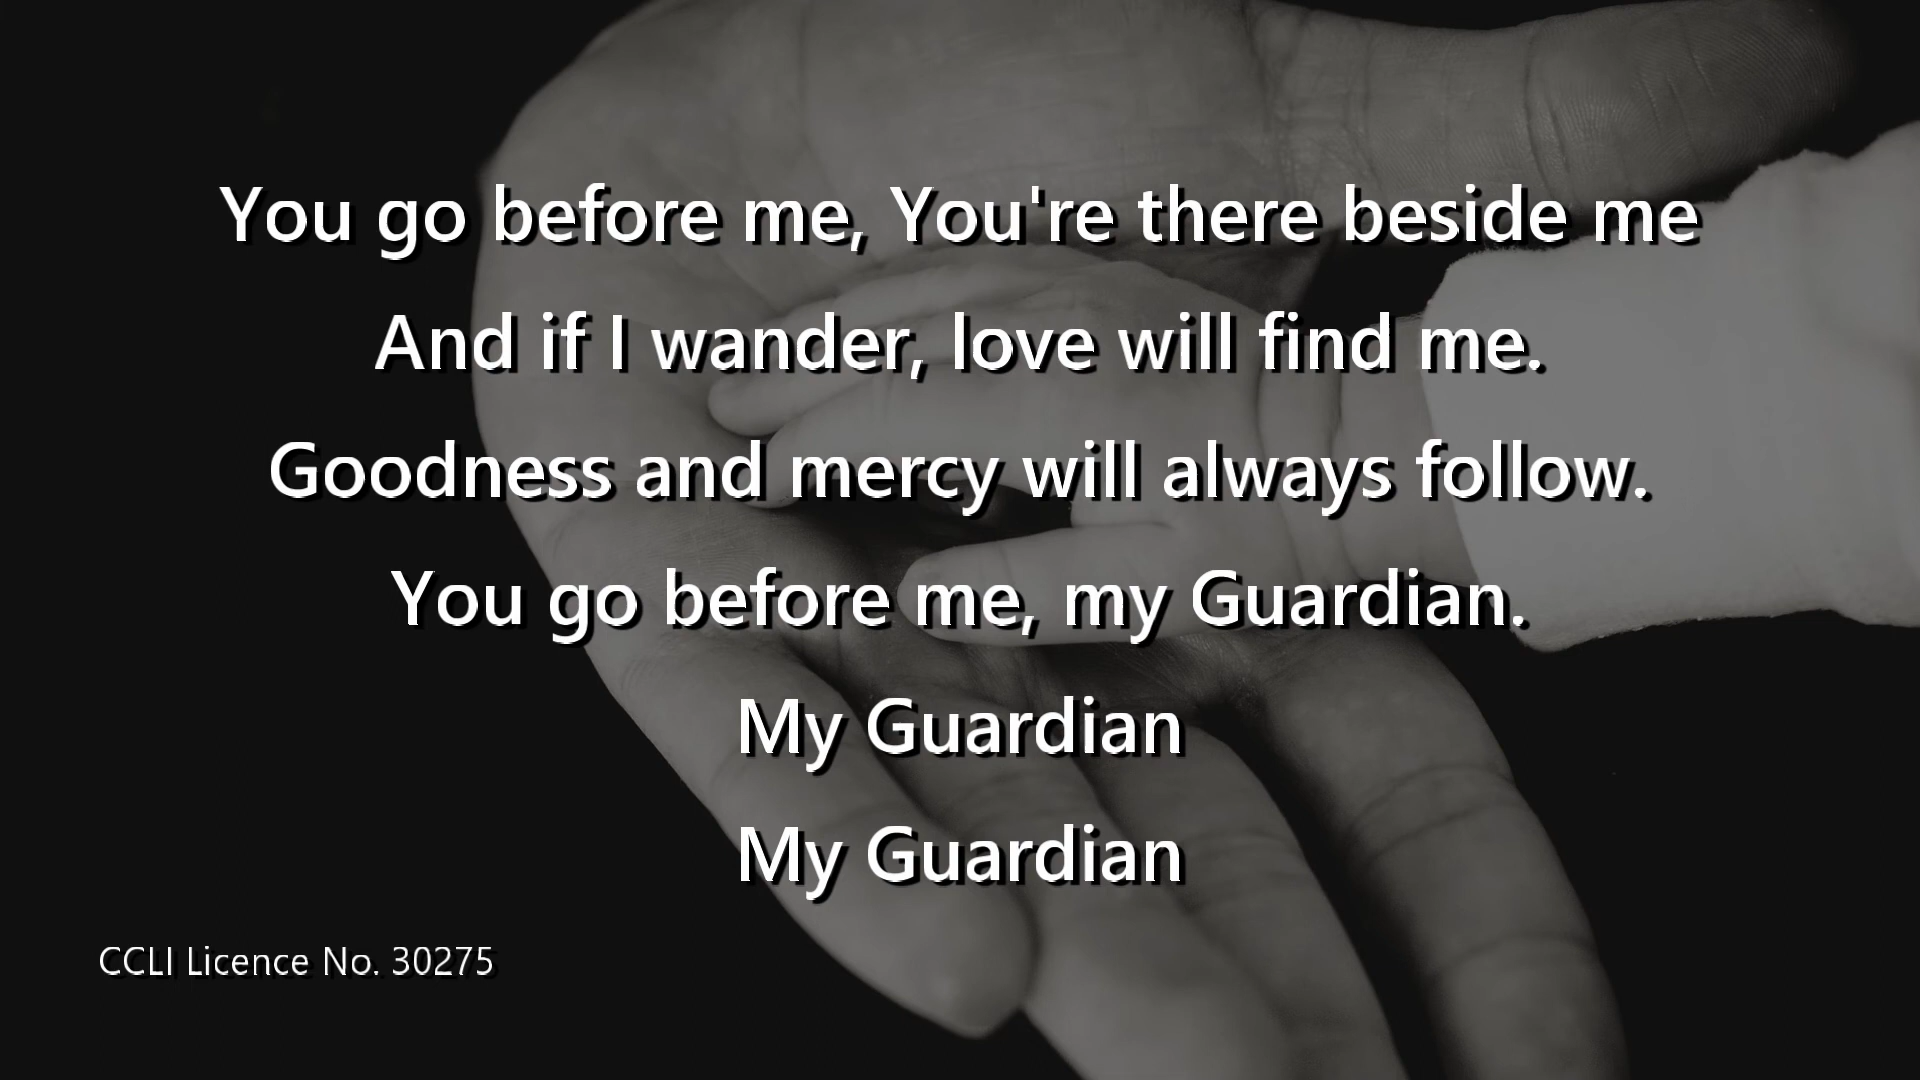 You go before me, You're there beside me
And if I wander, love will find me.
Goodness and mercy will always follow.
You go before me, my Guardian.
My Guardian
My Guardian
CCLI Licence No. 30275